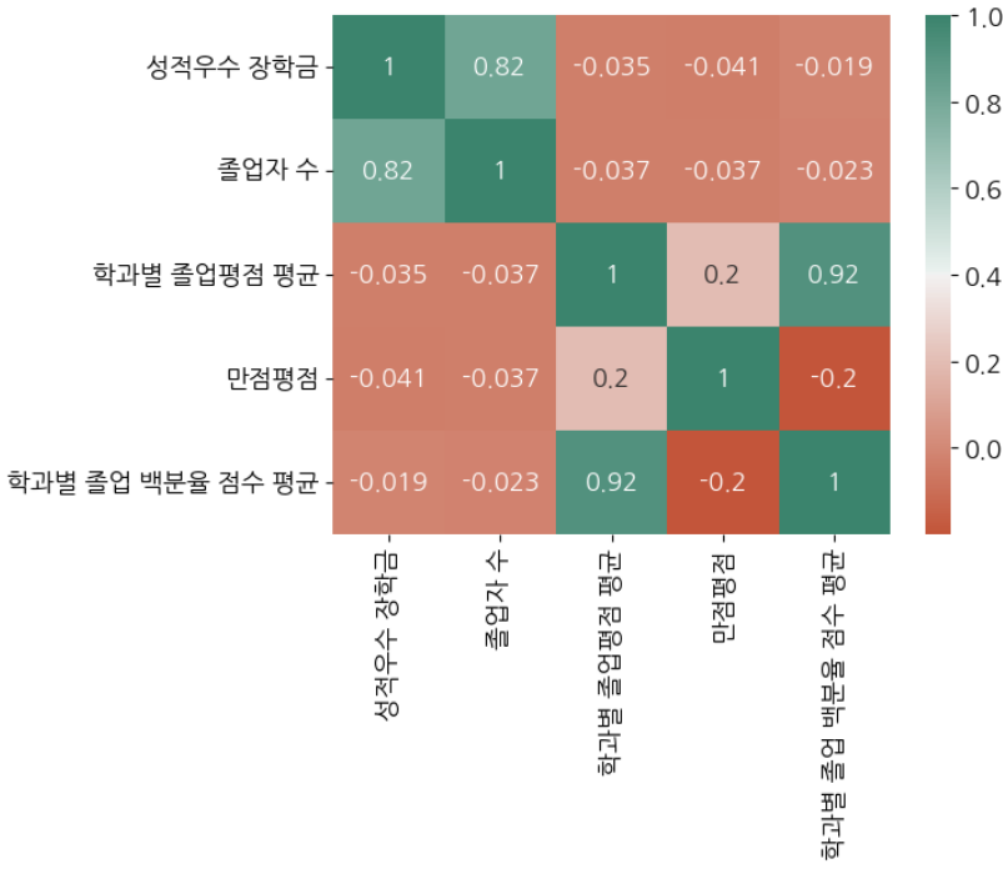 성적우수 장학금 1 0.82 -0.035 -0.041 -0.019
졸업자 수 0.82 1 -0.037 -0.037 -0.023
학과별 졸업평점 평균 -0.035 -0.037 1 0.2 0.92
만점평점 -0.041 -0.037 0.2 1 -0.2
학과별 졸업 백분율 점수 평균 -0.019 -0.023 0.92 -0.2 1
성적우수 장학금
졸업자 수
학과별 졸업평점 평균
만점평점
학과별 졸업 백분율 점수 평균
1.0
0.8
0.6
0.4
0.2
0.0